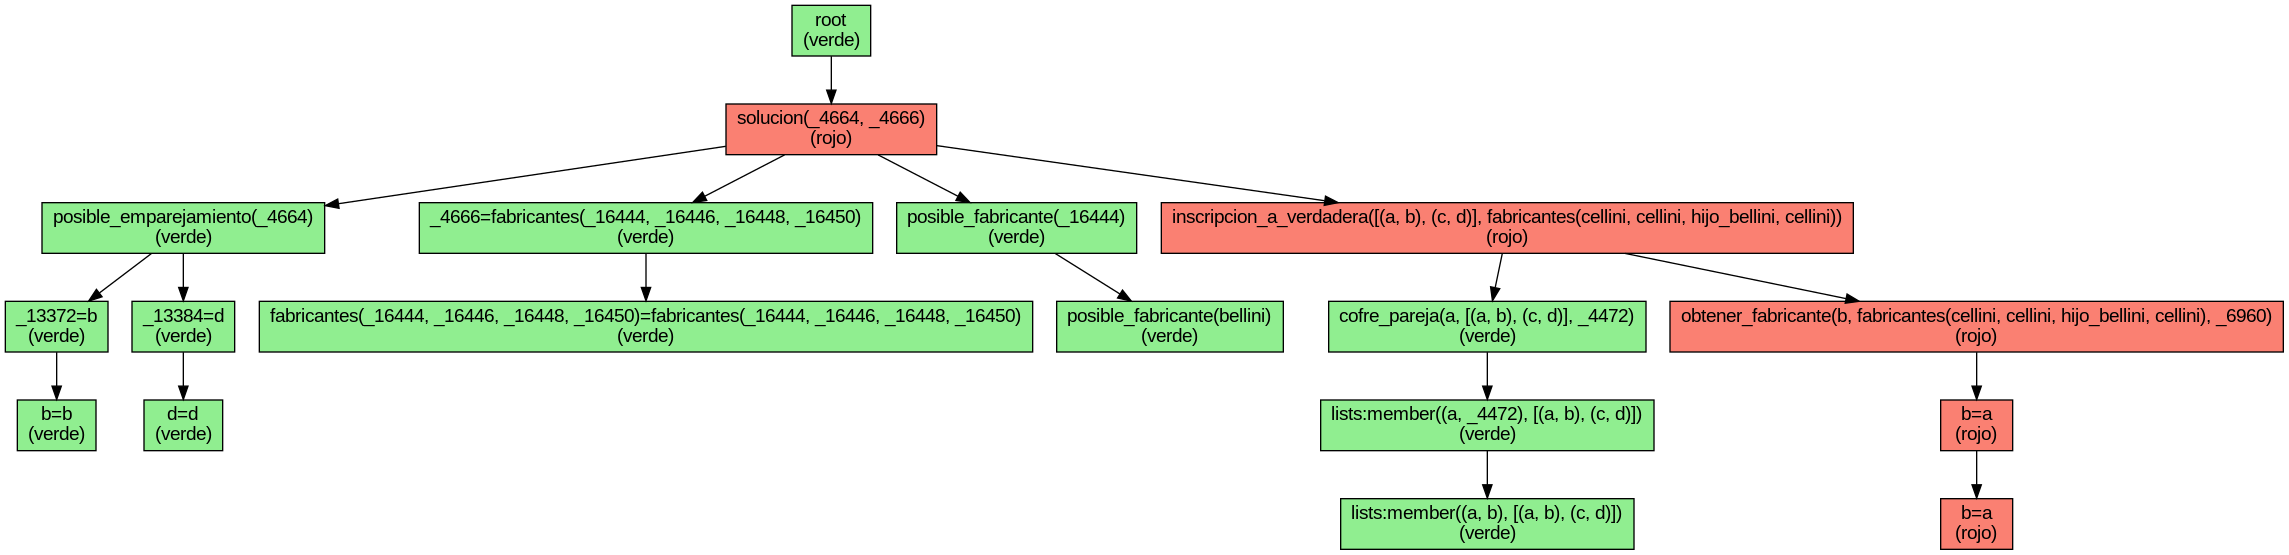 root
(verde)
solucion(_4664, _4666)
(rojo)
posible_emparejamiento(_4664)
(verde)
_4666=fabricantes(_16444, _16446, _16448, _16450)
(verde)
posible_fabricante(_16444)
(verde)
inscripcion_a_verdadera([(a, b), (c, d)], fabricantes(cellini, cellini, hijo_bellini, cellini))
(rojo)
_13372=b
(verde)
_13384=d
(verde)
fabricantes(_16444, _16446, _16448, _16450)=fabricantes(_16444, _16446, _16448, _16450)
(verde)
posible_fabricante(bellini)
(verde)
cofre_pareja(a, [(a, b), (c, d)], _4472)
(verde)
obtener_fabricante(b, fabricantes(cellini, cellini, hijo_bellini, cellini), _6960)
(rojo)
b=b
(verde)
d=d
(verde)
lists:member((a, _4472), [(a, b), (c, d)])
(verde)
b=a
(rojo)
lists:member((a, b), [(a, b), (c, d)])
(verde)
b=a
(rojo)